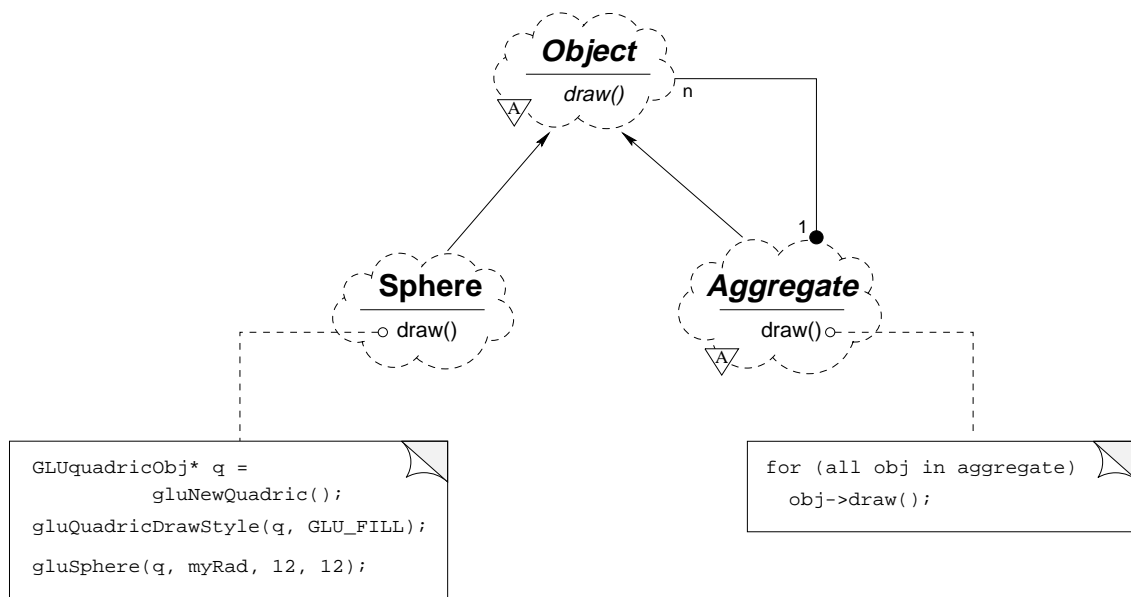 Object
draw()
n
A
1
Sphere
draw()
Aggregate
draw()
A
GLUquadricObj* q =
gluNewQuadric();
gluQuadricDrawStyle(q, GLU_FILL);
gluSphere(q, myRad, 12, 12);
for (all obj in aggregate)
obj->draw();